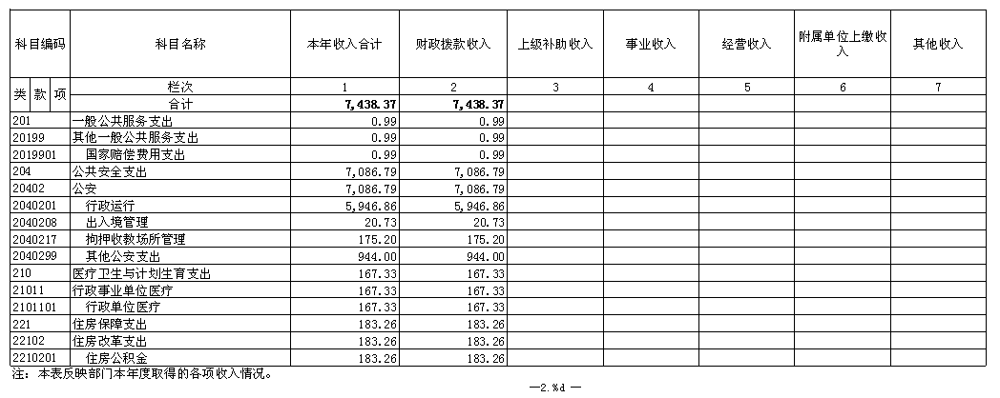 科目编码 科目名称 本年收入合计 财政拨款收入 上级补助收入 事业收入 经营收入 附属单位上缴收入 其他收入
类 款 项 栏次 1 2 3 4 5 6 7
合计 7,438.37 7,438.37
201 一般公共服务支出 0.99 0.99
20199 其他一般公共服务支出 0.99 0.99
2019901 国家赔偿费用支出 0.99 0.99
204 公共安全支出 7,086.79 7,086.79
20402 公安 7,086.79 7,086.79
2040201 行政运行 5,946.86 5,946.86
2040208 出入境管理 20.73 20.73
2040217 拘押收教场所管理 175.20 175.20
2040299 其他公安支出 944.00 944.00
210 医疗卫生与计划生育支出 167.33 167.33
21011 行政事业单位医疗 167.33 167.33
2101101 行政单位医疗 167.33 167.33
221 住房保障支出 183.26 183.26
22102 住房改革支出 183.26 183.26
2210201 住房公积金 183.26 183.26
注：本表反映部门本年度取得的各项收入情况。
—2.%d —